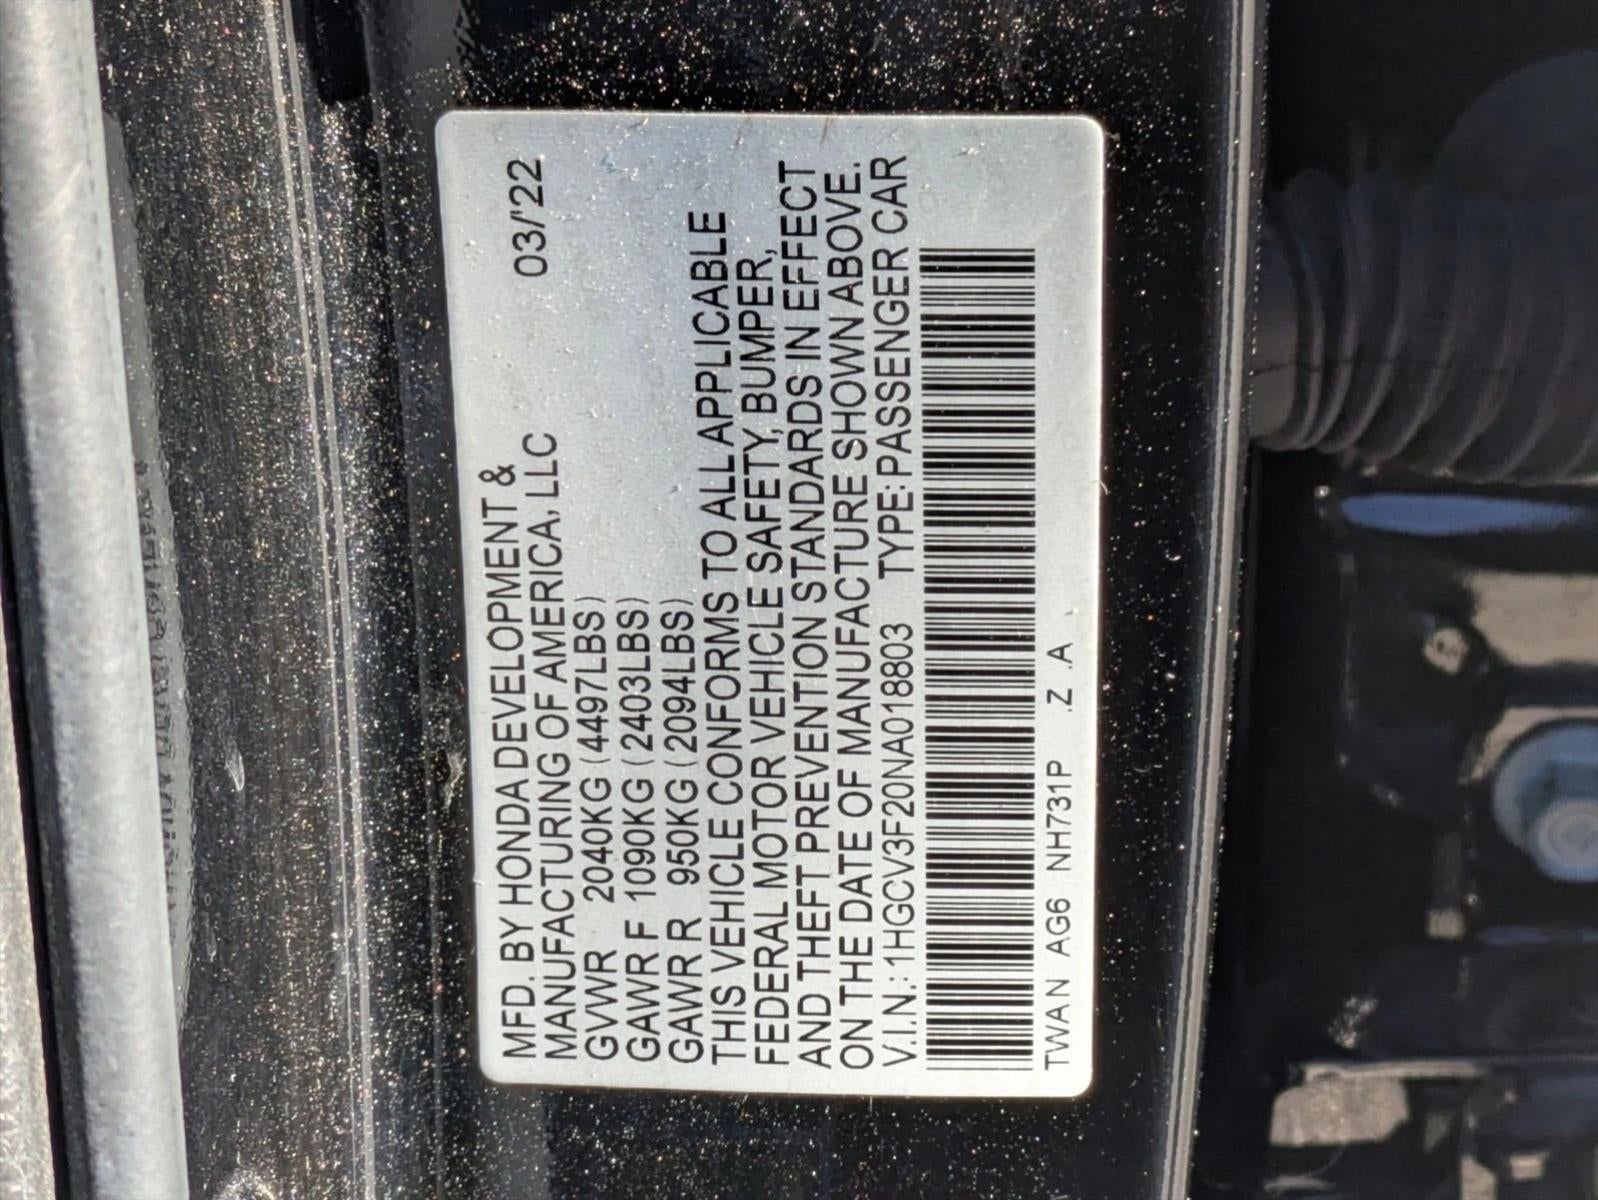 MFD. BY HONDA DEVELOPMENT & 03/'22
MANUFACTURING OF AMERICA, LLC
GVWR 2040KG (4497LBS)
GAWR F 1090KG (2403LBS)
GAWR R 950KG (2094LBS)
THIS VEHICLE CONFORMS TO ALL APPLICABLE
FEDERAL MOTOR VEHICLE SAFETY, BUMPER,
AND THEFT PREVENTION STANDARDS IN EFFECT
ON THE DATE OF MANUFACTURE SHOWN ABOVE.
V.I.N.: 1HGCV3F20NA018803 TYPE: PASSENGER CAR
TWAN AG6 NH731P .Z .A